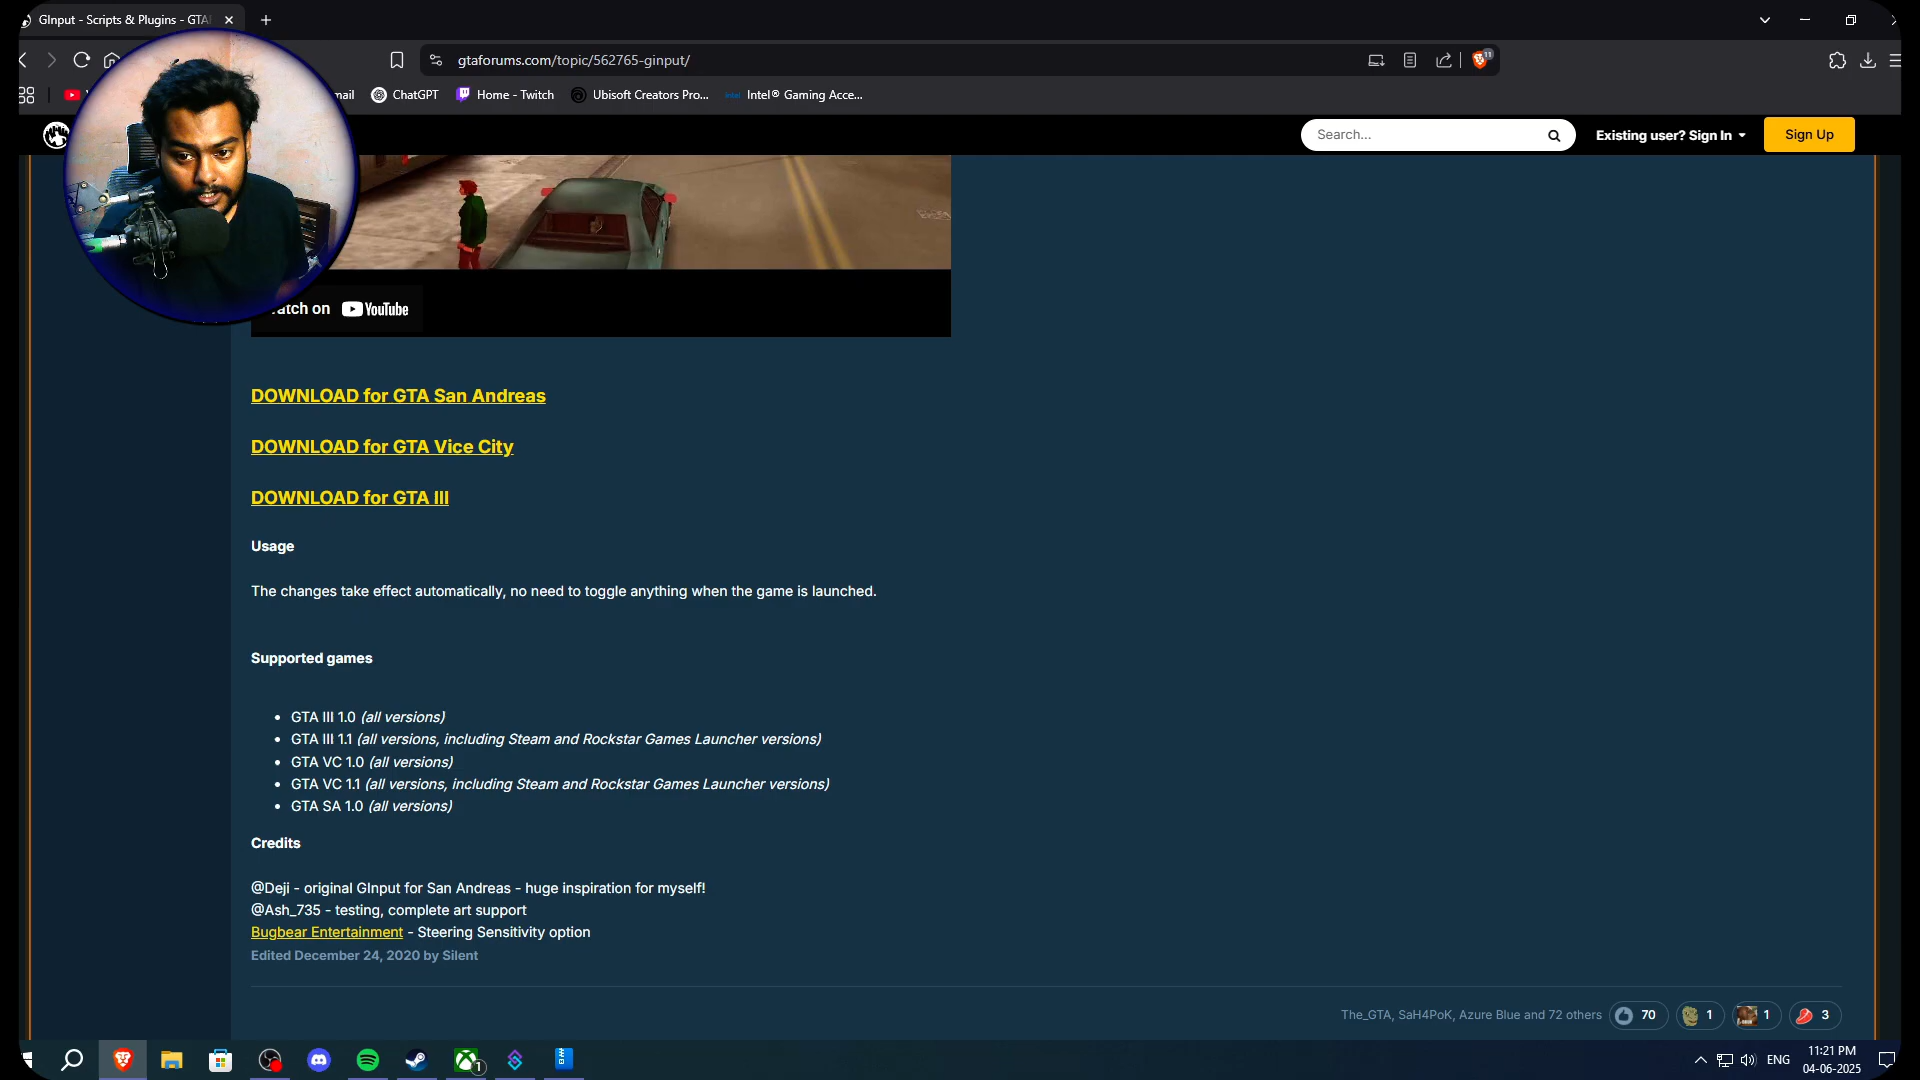 GInput - Scripts & Plugins - GTA
gtaforums.com/topic/562765-ginput/
11
mail
ChatGPT
Home - Twitch
Ubisoft Creators Pro...
intel
Intel® Gaming Acce...
Search...
Existing user? Sign In
Sign Up
atch on YouTube
DOWNLOAD for GTA San Andreas
DOWNLOAD for GTA Vice City
DOWNLOAD for GTA III
Usage
The changes take effect automatically, no need to toggle anything when the game is launched.
Supported games
• GTA III 1.0 (all versions)
• GTA III 1.1 (all versions, including Steam and Rockstar Games Launcher versions)
• GTA VC 1.0 (all versions)
• GTA VC 1.1 (all versions, including Steam and Rockstar Games Launcher versions)
• GTA SA 1.0 (all versions)
Credits
@Deji - original GInput for San Andreas - huge inspiration for myself!
@Ash_735 - testing, complete art support
Bugbear Entertainment - Steering Sensitivity option
Edited December 24, 2020 by Silent
The_GTA, SaH4PoK, Azure Blue and 72 others 70 1 1 3
1
ENG
11:21 PM
04-06-2025